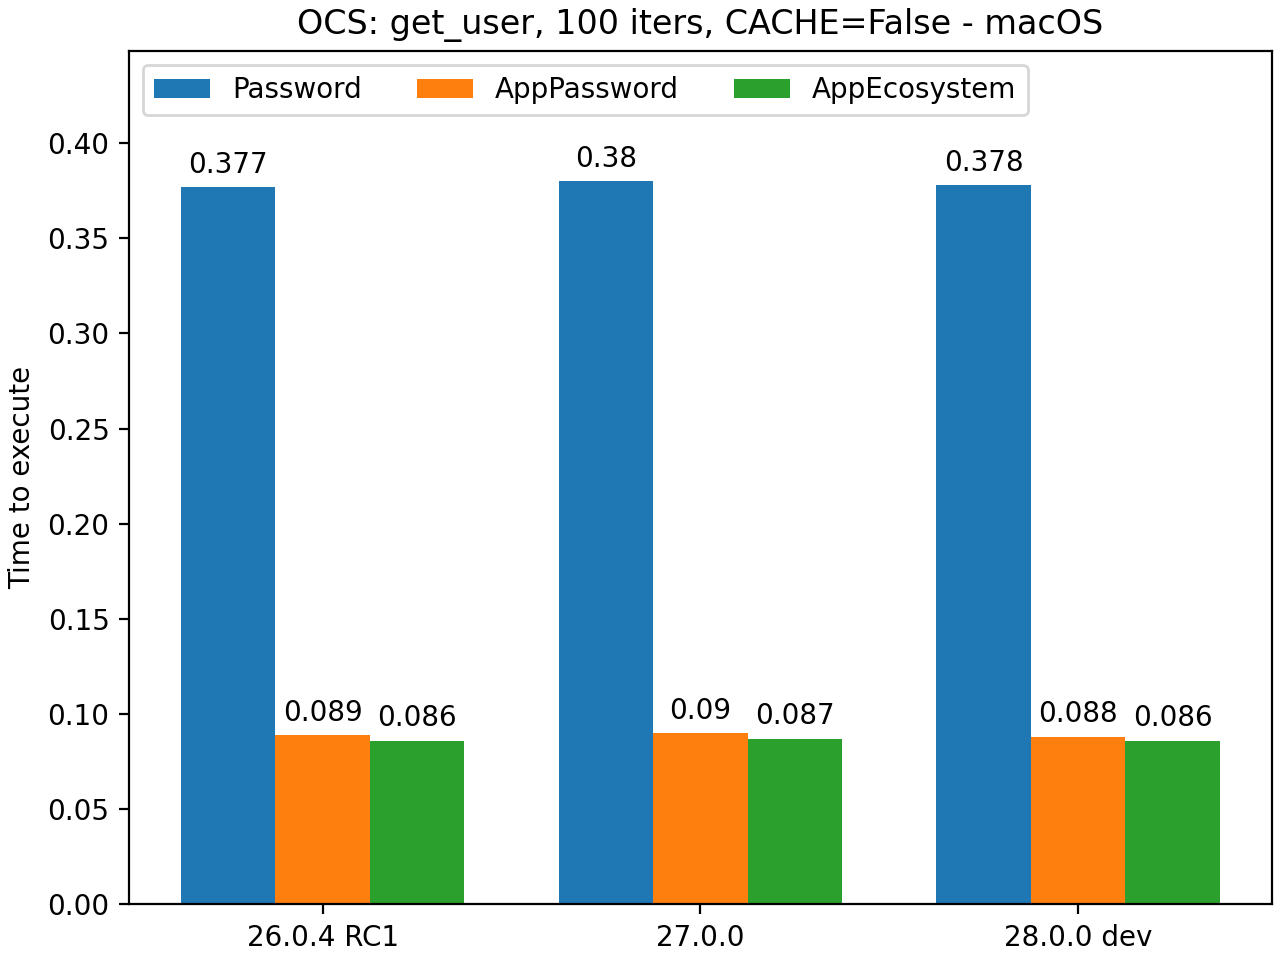 OCS: get_user, 100 iters, CACHE=False - macOS
Password AppPassword AppEcosystem
0.40
0.377 0.38 0.378
0.35
0.30
0.25
0.20
0.15
0.10
0.089 0.086 0.09 0.087 0.088 0.086
0.05
0.00
Time to execute
26.0.4 RC1 27.0.0 28.0.0 dev